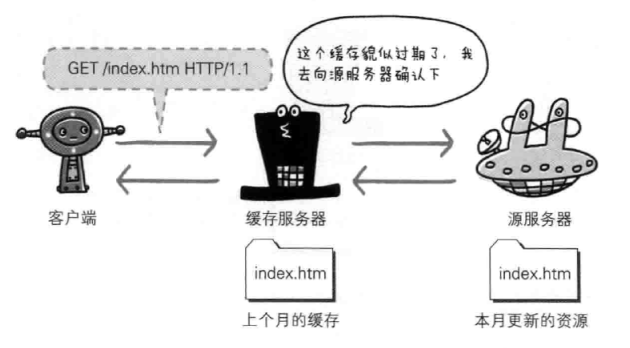 GET /index.htm HTTP/1.1
这个缓存貌似过期了，我
去向源服务器确认下
客户端
缓存服务器
源服务器
index.htm
index.htm
上个月的缓存
本月更新的资源